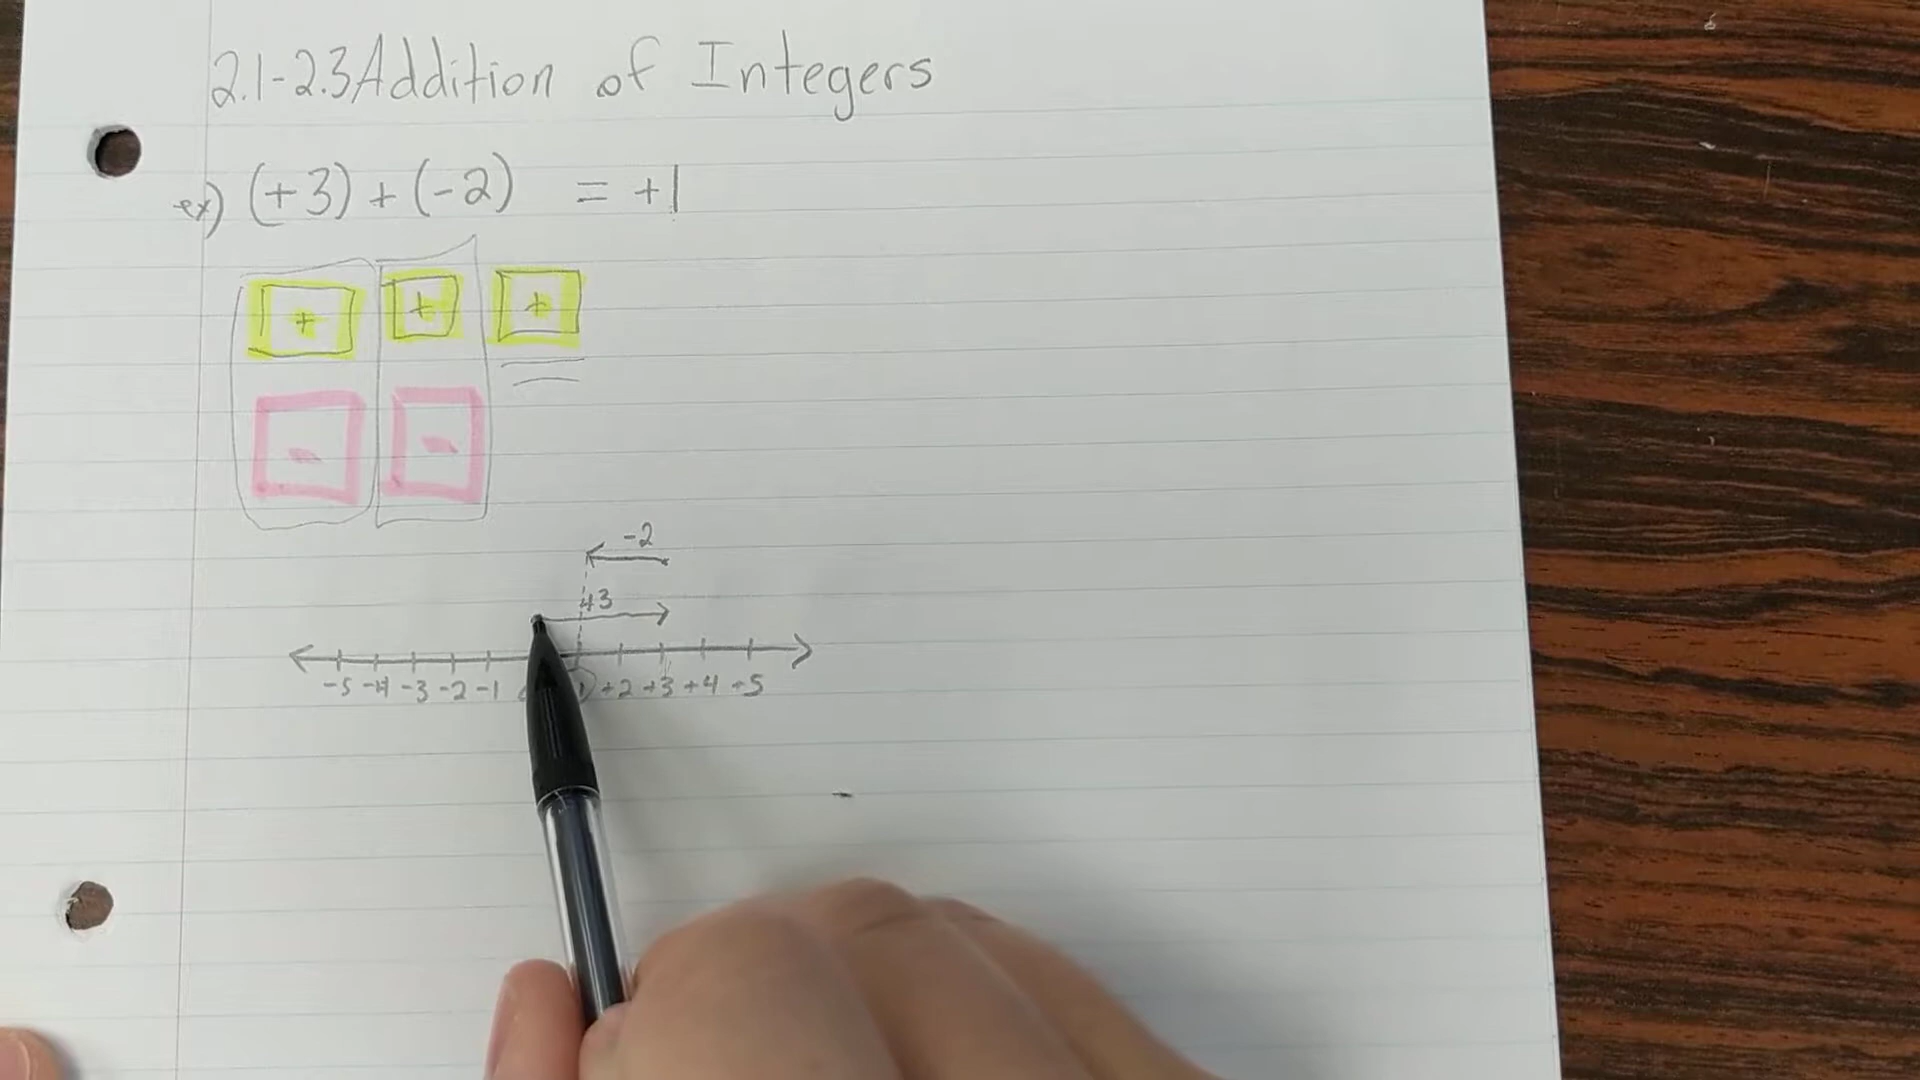 2.1-2.3 Addition of Integers
ex) (+3) + (-2) = +1
+ + +
- -
-2
+3
-5 -4 -3 -2 -1 +2 +3 +4 +5